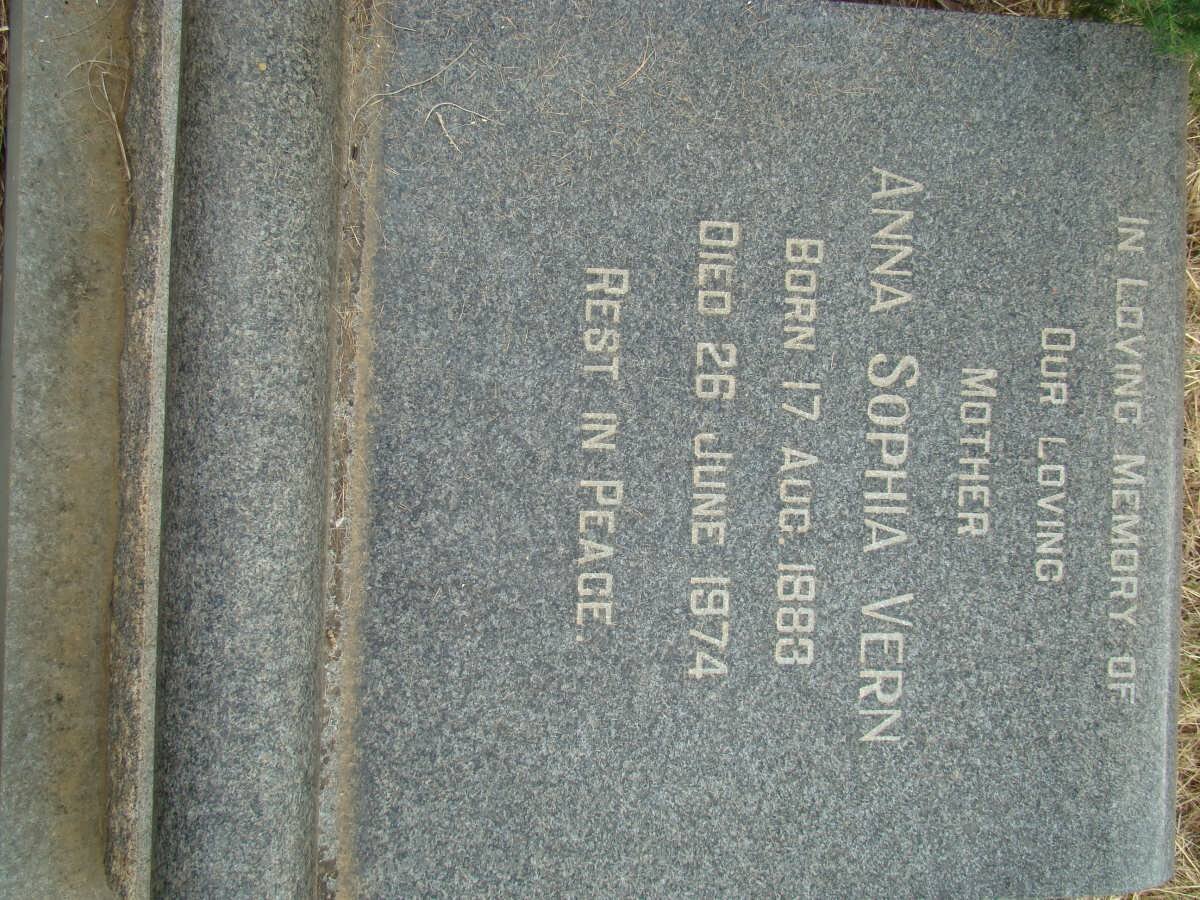 IN LOVING MEMORY OF
OUR LOVING
MOTHER
ANNA SOPHIA VERN
BORN 17 AUG. 1888
DIED 26 JUNE 1974
REST IN PEACE.